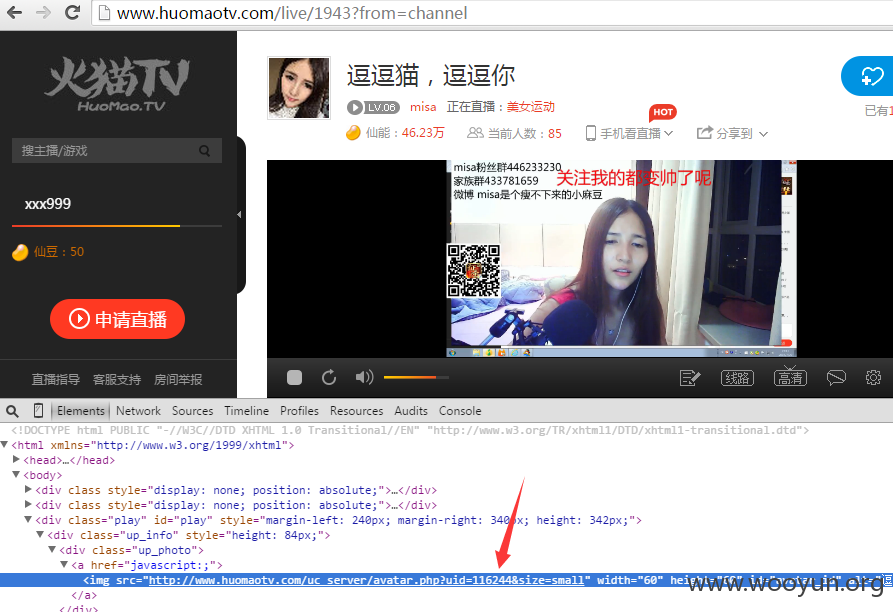 www.huomaotv.com/live/1943?from=channel
火猫TV
HuoMao.TV
搜主播/游戏
xxx999
仙豆：50
申请直播
直播指导 客服支持 房间举报
逗逗猫，逗逗你
LV.06 misa 正在直播：美女运动
HOT
仙能：46.23万 当前人数：85 手机看直播 分享到
已有1
misa粉丝群446233230
家族群433781659
微博 misa是个瘦不下来的小麻豆
关注我的都变帅了呢
线路 高清
Elements Network Sources Timeline Profiles Resources Audits Console
<!DOCTYPE html PUBLIC "-//W3C//DTD XHTML 1.0 Transitional//EN" "http://www.w3.org/TR/xhtml1/DTD/xhtml1-transitional.dtd">
<html xmlns="http://www.w3.org/1999/xhtml">
<head>…</head>
<body>
<div class style="display: none; position: absolute;">…</div>
<div class style="display: none; position: absolute;">…</div>
<div class="play" id="play" style="margin-left: 240px; margin-right: 340px; height: 342px;">
<div class="up_info" style="height: 84px;">
<div class="up_photo">
<a href="javascript:;">
<img src="http://www.huomaotv.com/uc_server/avatar.php?uid=116244&size=small" width="60" height="60"
</a>
</div>
www.wooyun.org